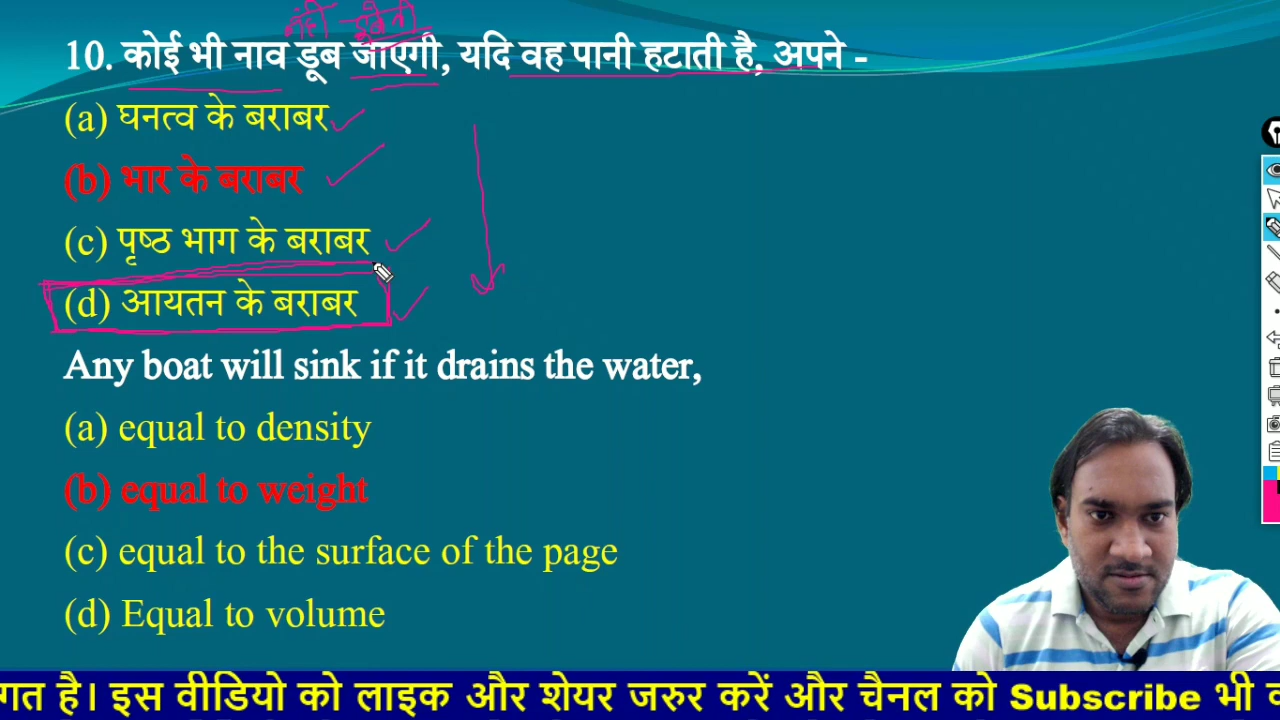 नहीं डूबेगी
10. कोई भी नाव डूब जाएगी, यदि वह पानी हटाती है, अपने -
(a) घनत्व के बराबर
(b) भार के बराबर
(c) पृष्ठ भाग के बराबर
(d) आयतन के बराबर
Any boat will sink if it drains the water,
(a) equal to density
(b) equal to weight
(c) equal to the surface of the page
(d) Equal to volume
गत है। इस वीडियो को लाइक और शेयर जरुर करें और चैनल को Subscribe भी